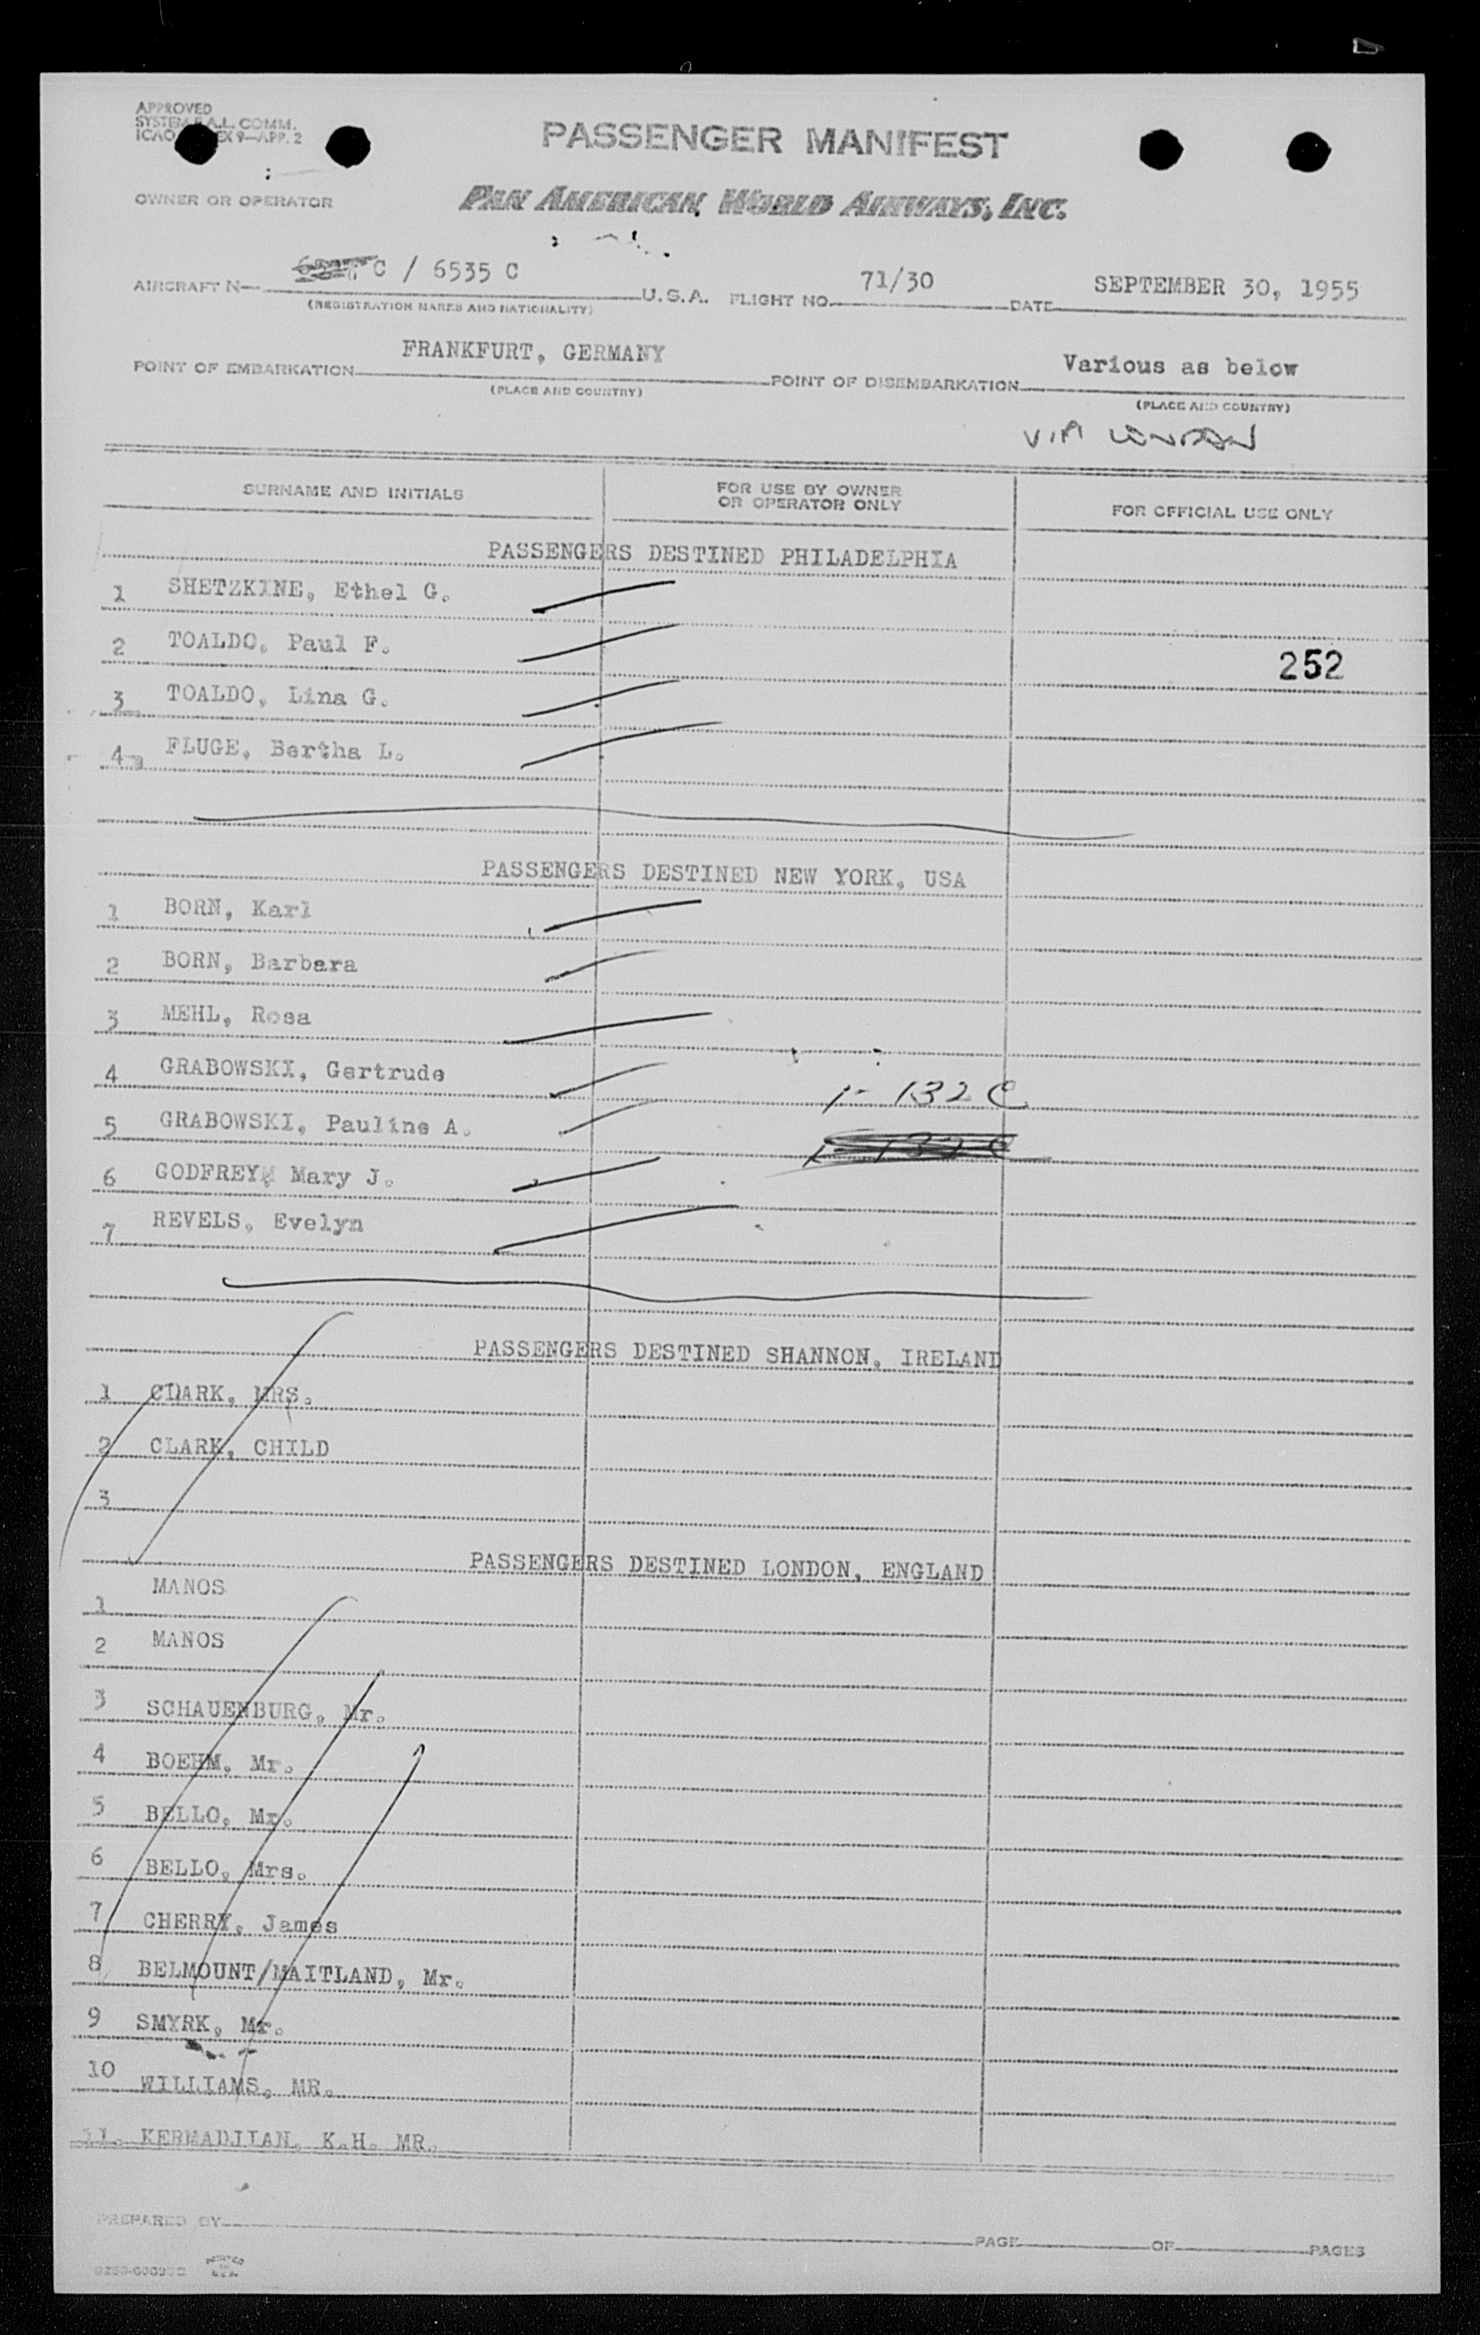 APPROVED
SYSTEM F.A.L. COMM.
ICAO EX 9—APP. 2
PASSENGER MANIFEST
OWNER OR OPERATOR PAN AMERICAN WORLD AIRWAYS, INC.
AIRCRAFT N— C / 6535 C U.S.A. FLIGHT NO. 71/30 DATE SEPTEMBER 30, 1955
(REGISTRATION MARKS AND NATIONALITY)
POINT OF EMBARKATION FRANKFURT, GERMANY POINT OF DISEMBARKATION Various as below
(PLACE AND COUNTRY) (PLACE AND COUNTRY)
VIA LONDON
SURNAME AND INITIALS FOR USE BY OWNER OR OPERATOR ONLY FOR OFFICIAL USE ONLY
PASSENGERS DESTINED PHILADELPHIA
1 SHETZKINE, Ethel G.
2 TOALDO, Paul F. 252
3 TOALDO, Lina G.
4 FLUGE, Bertha L.
PASSENGERS DESTINED NEW YORK, USA
1 BORN, Karl
2 BORN, Barbara
3 MEHL, Rosa
4 GRABOWSKI, Gertrude 1- 132 C
5 GRABOWSKI, Pauline A.
6 GODFREY, Mary J.
7 REVELS, Evelyn
PASSENGERS DESTINED SHANNON, IRELAND
1 CLARK, MRS.
2 CLARK, CHILD
3
PASSENGERS DESTINED LONDON, ENGLAND
1 MANOS
2 MANOS
3 SCHAUENBURG, Mr.
4 BOEHM, Mr.
5 BELLO, Mr.
6 BELLO, Mrs.
7 CHERRY, James
8 BELMOUNT/MAITLAND, Mr.
9 SMYRK, Mr.
10 WILLIAMS, MR.
11. KERMADJIAN, K.H. MR.
PREPARED BY PAGE OF PAGES